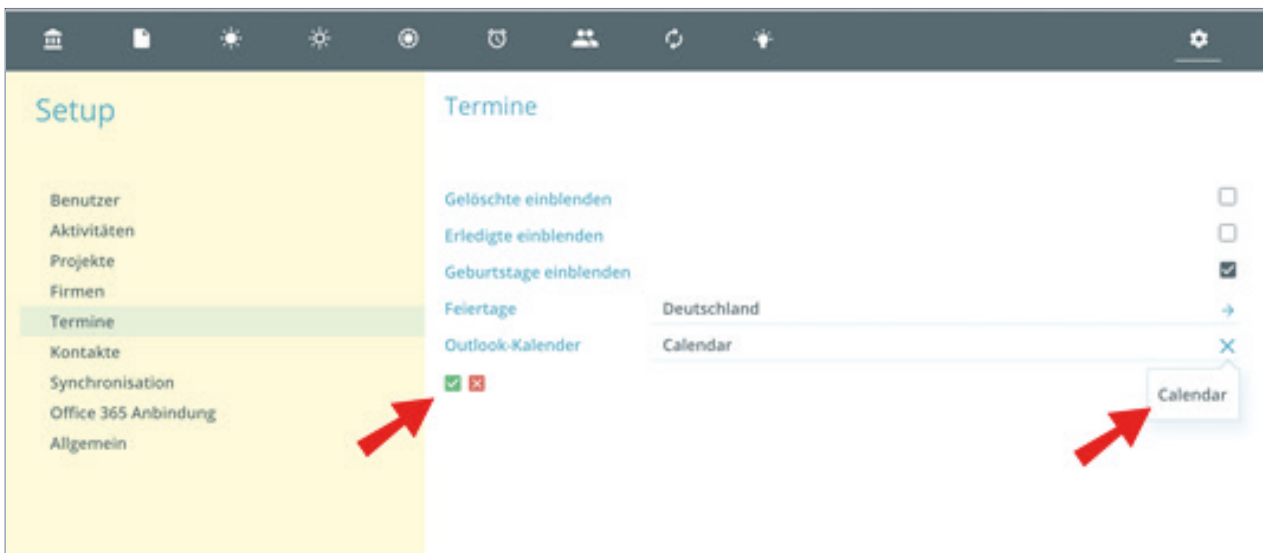 Setup
Benutzer
Aktivitäten
Projekte
Firmen
Termine
Kontakte
Synchronisation
Office 365 Anbindung
Allgemein
Termine
Gelöschte einblenden
Erledigte einblenden
Geburtstage einblenden
Feiertage Deutschland
Outlook-Kalender Calendar
Calendar